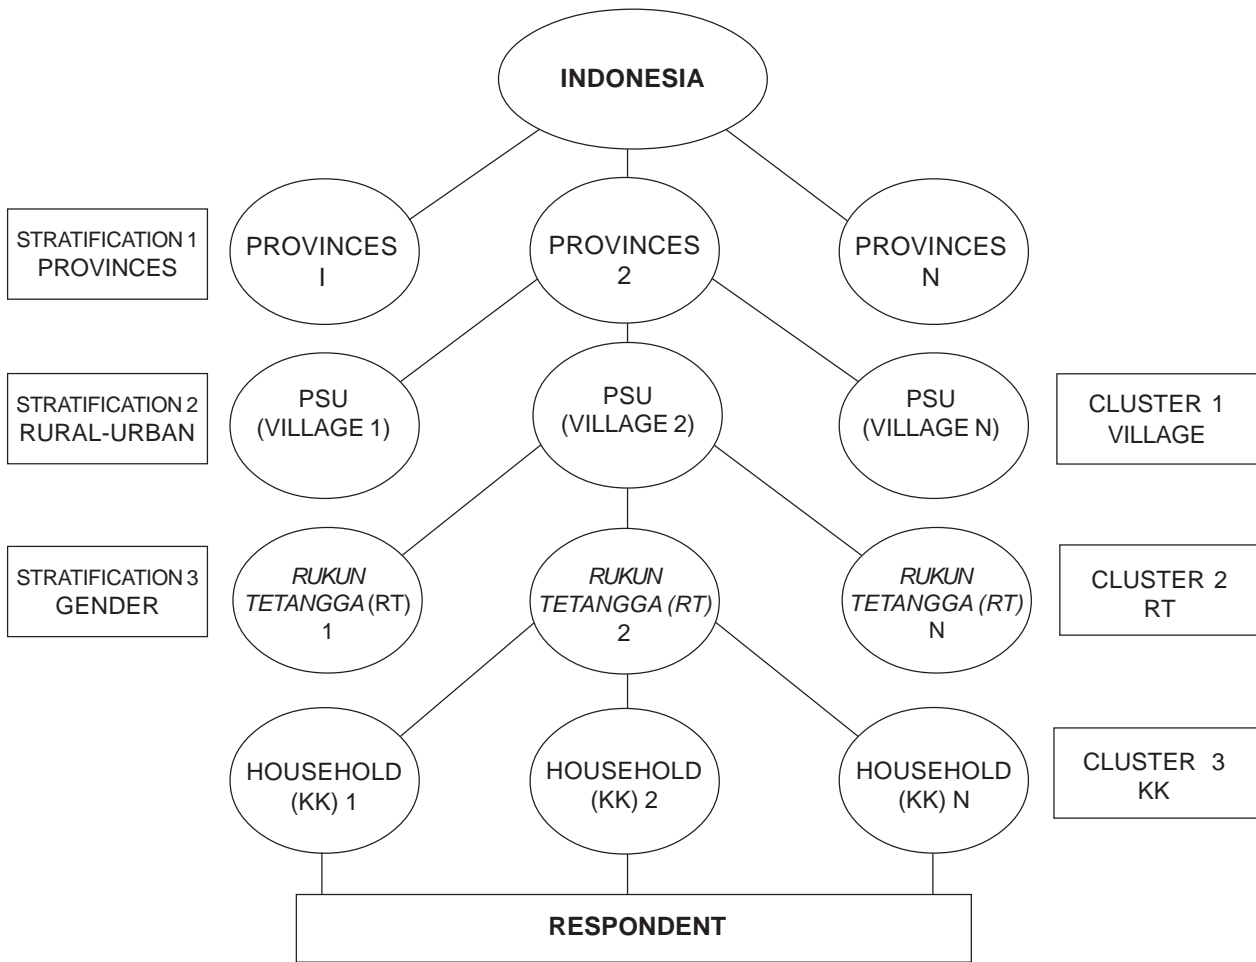 INDONESIA
STRATIFICATION 1
PROVINCES
PROVINCES
I
PROVINCES
2
PROVINCES
N
STRATIFICATION 2
RURAL-URBAN
PSU
(VILLAGE 1)
PSU
(VILLAGE 2)
PSU
(VILLAGE N)
CLUSTER 1
VILLAGE
STRATIFICATION 3
GENDER
RUKUN
TETANGGA (RT)
1
RUKUN
TETANGGA (RT)
2
RUKUN
TETANGGA (RT)
N
CLUSTER 2
RT
HOUSEHOLD
(KK) 1
HOUSEHOLD
(KK) 2
HOUSEHOLD
(KK) N
CLUSTER 3
KK
RESPONDENT